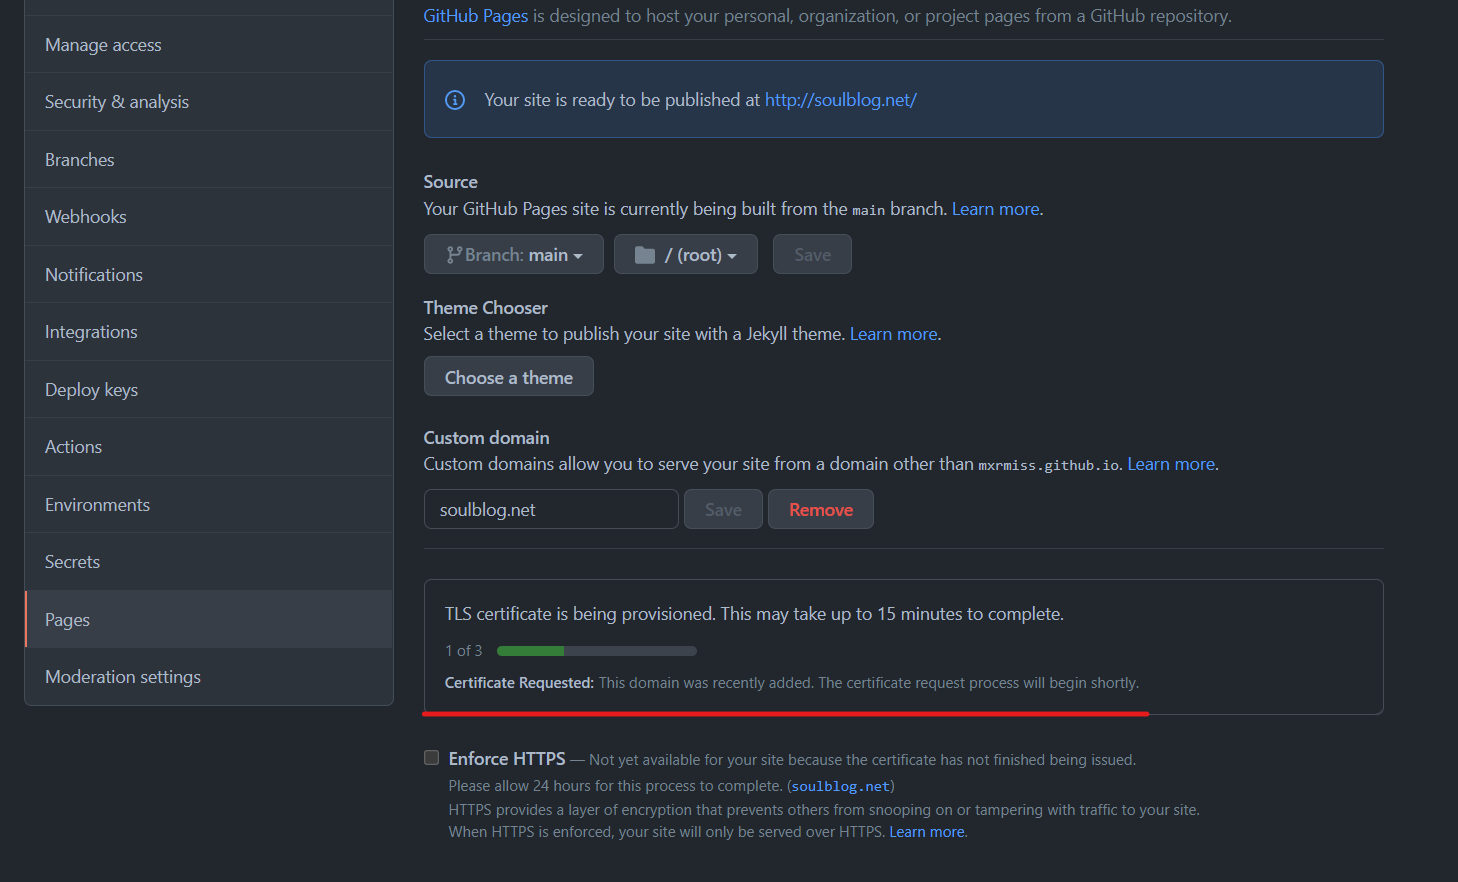 GitHub Pages is designed to host your personal, organization, or project pages from a GitHub repository.
Manage access
Security & analysis
Branches
Webhooks
Notifications
Integrations
Deploy keys
Actions
Environments
Secrets
Pages
Moderation settings
Your site is ready to be published at http://soulblog.net/
Source
Your GitHub Pages site is currently being built from the main branch. Learn more.
Branch: main / (root) Save
Theme Chooser
Select a theme to publish your site with a Jekyll theme. Learn more.
Choose a theme
Custom domain
Custom domains allow you to serve your site from a domain other than mxrmiss.github.io. Learn more.
soulblog.net Save Remove
TLS certificate is being provisioned. This may take up to 15 minutes to complete.
1 of 3
Certificate Requested: This domain was recently added. The certificate request process will begin shortly.
Enforce HTTPS — Not yet available for your site because the certificate has not finished being issued.
Please allow 24 hours for this process to complete. (soulblog.net)
HTTPS provides a layer of encryption that prevents others from snooping on or tampering with traffic to your site.
When HTTPS is enforced, your site will only be served over HTTPS. Learn more.